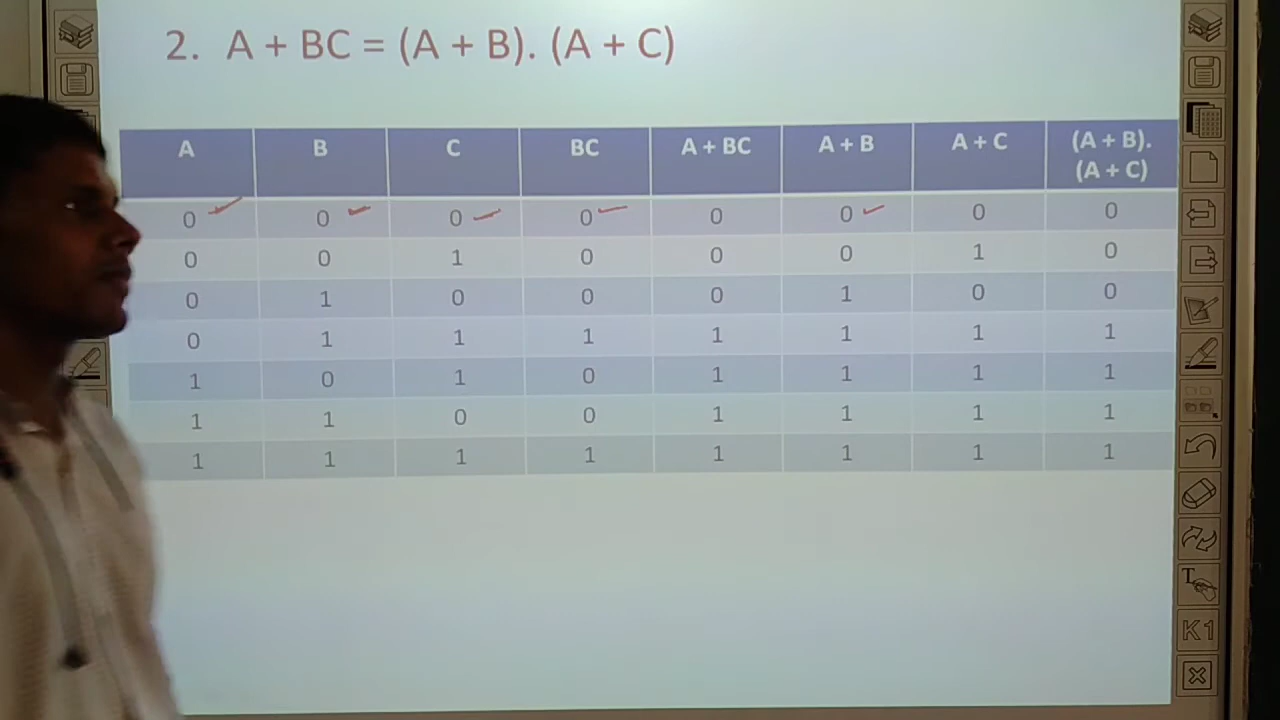 2. A + BC = (A + B). (A + C)
A B C BC A + BC A + B A + C (A + B). (A + C)
0 0 0 0 0 0 0 0
0 0 1 0 0 0 1 0
0 1 0 0 0 1 0 0
0 1 1 1 1 1 1 1
1 0 1 0 1 1 1 1
1 1 0 0 1 1 1 1
1 1 1 1 1 1 1 1
T
K1